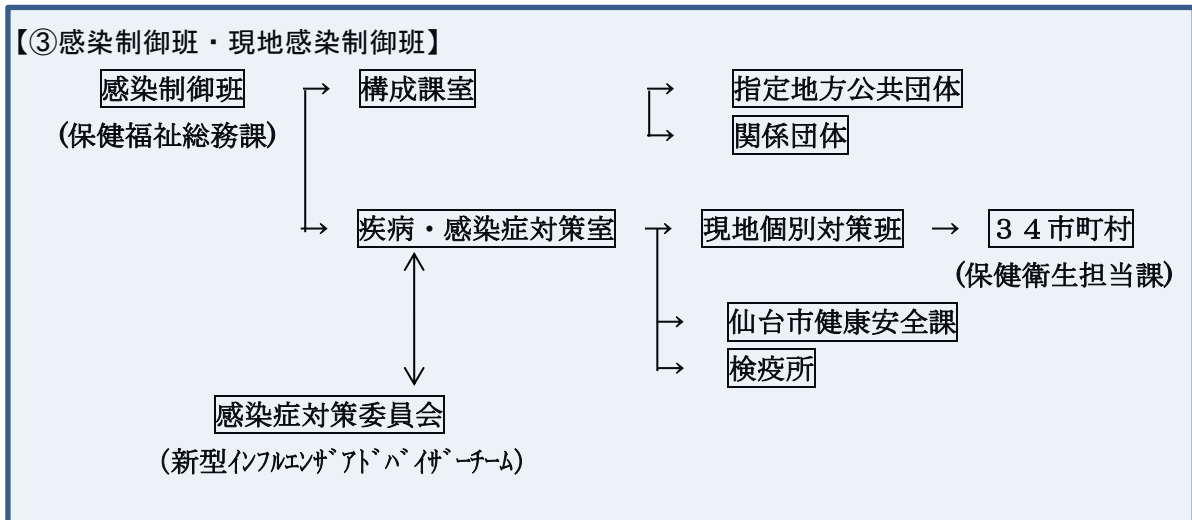 【③感染制御班・現地感染制御班】
感染制御班 → 構成課室 → 指定地方公共団体
(保健福祉総務課) → 関係団体
→ 疾病・感染症対策室 → 現地個別対策班 → ３４市町村
(保健衛生担当課)
→ 仙台市健康安全課
→ 検疫所
感染症対策委員会
(新型ｲﾝﾌﾙｴﾝｻﾞｱﾄﾞﾊﾞｲｻﾞｰﾁｰﾑ)